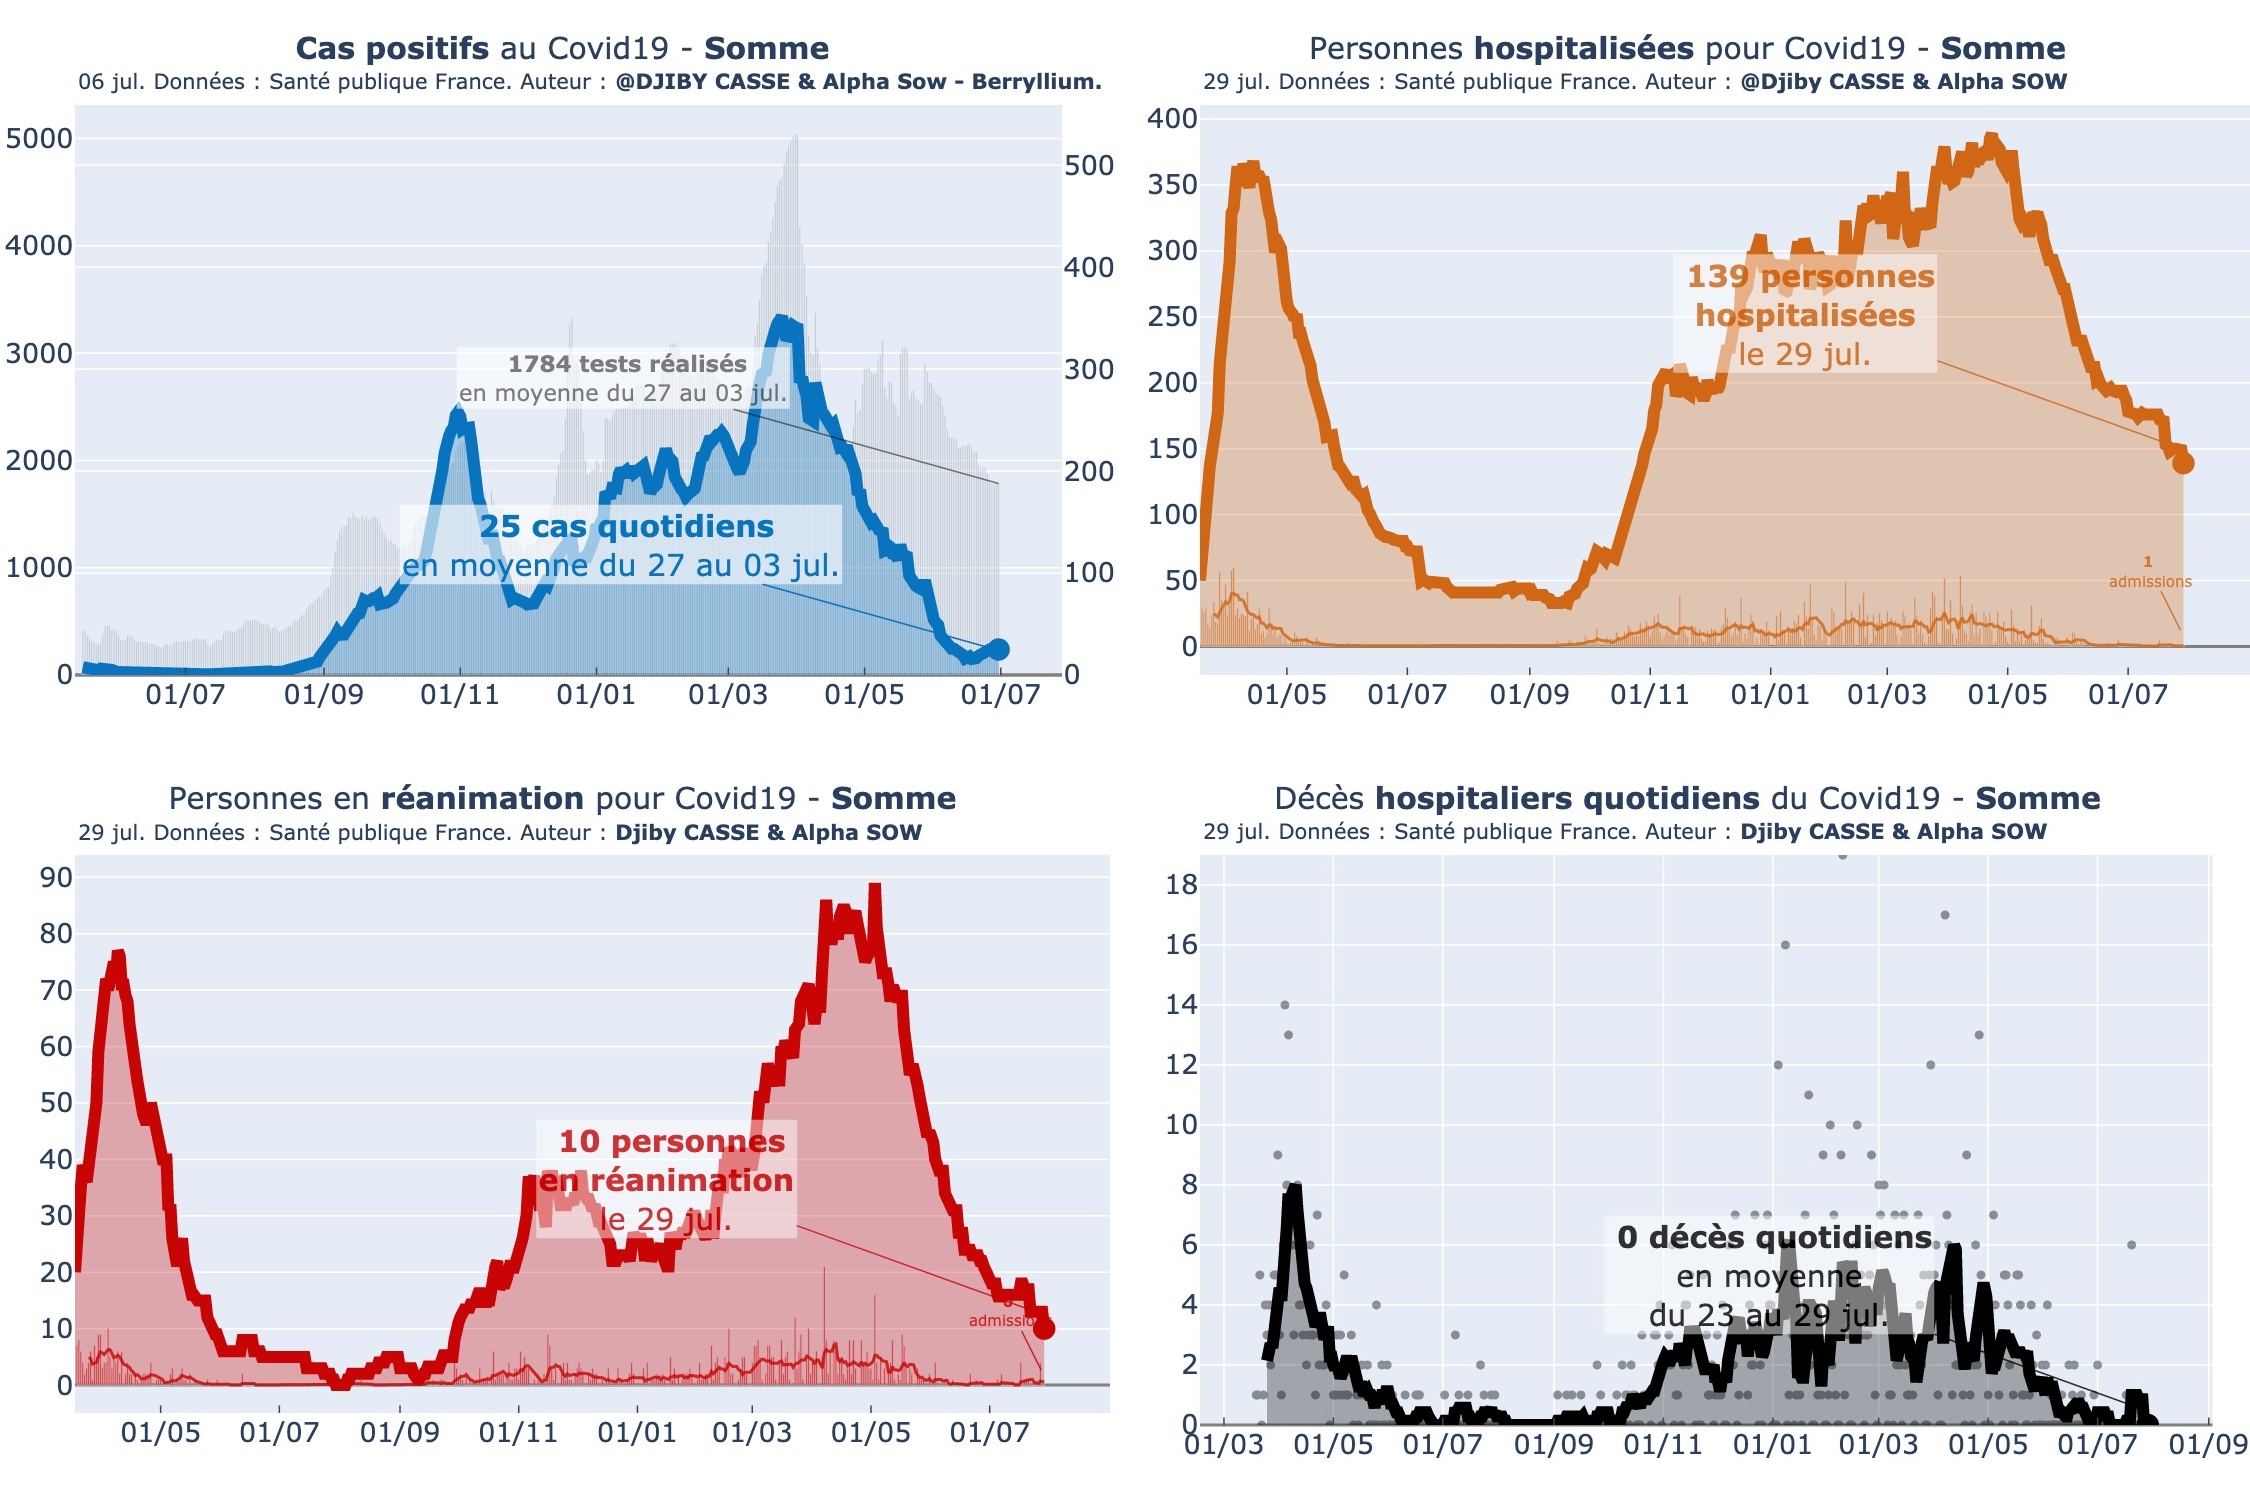 Cas positifs au Covid19 - Somme
06 jul. Données : Santé publique France. Auteur : @DJIBY CASSE & Alpha Sow - Berryllium.
5000
4000
3000
2000
1000
0
500
400
300
200
100
0
1784 tests réalisés
en moyenne du 27 au 03 jul.
25 cas quotidiens
en moyenne du 27 au 03 jul.
01/07 01/09 01/11 01/01 01/03 01/05 01/07
Personnes hospitalisées pour Covid19 - Somme
29 jul. Données : Santé publique France. Auteur : @Djiby CASSE & Alpha SOW
400
350
300
250
200
150
100
50
0
139 personnes
hospitalisées
le 29 jul.
1
admissions
01/05 01/07 01/09 01/11 01/01 01/03 01/05 01/07
Personnes en réanimation pour Covid19 - Somme
29 jul. Données : Santé publique France. Auteur : Djiby CASSE & Alpha SOW
90
80
70
60
50
40
30
20
10
0
10 personnes
en réanimation
le 29 jul.
admissio
01/05 01/07 01/09 01/11 01/01 01/03 01/05 01/07
Décès hospitaliers quotidiens du Covid19 - Somme
29 jul. Données : Santé publique France. Auteur : Djiby CASSE & Alpha SOW
18
16
14
12
10
8
6
4
2
0
0 décès quotidiens
en moyenne
du 23 au 29 jul.
01/03 01/05 01/07 01/09 01/11 01/01 01/03 01/05 01/07 01/09